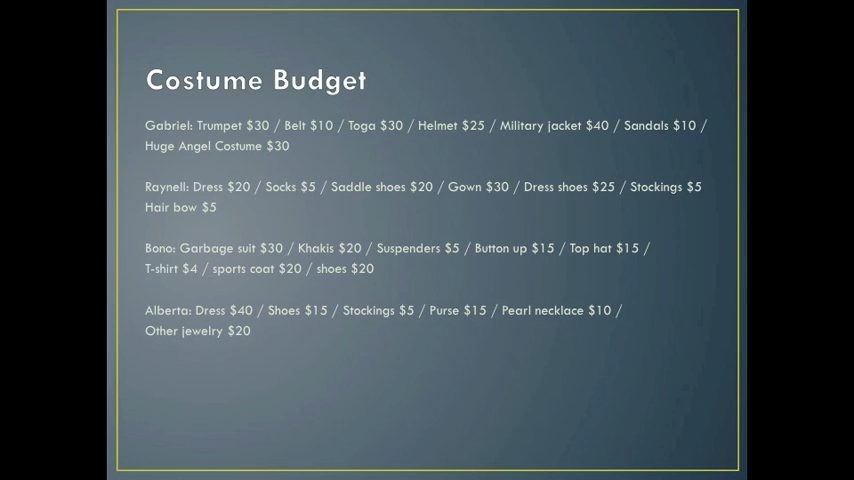 Costume Budget
Gabriel: Trumpet $30 / Belt $10 / Toga $30 / Helmet $25 / Military jacket $40 / Sandals $10 /
Huge Angel Costume $30
Raynell: Dress $20 / Socks $5 / Saddle shoes $20 / Gown $30 / Dress shoes $25 / Stockings $5
Hair bow $5
Bono: Garbage suit $30 / Khakis $20 / Suspenders $5 / Button up $15 / Top hat $15 /
T-shirt $4 / sports coat $20 / shoes $20
Alberta: Dress $40 / Shoes $15 / Stockings $5 / Purse $15 / Pearl necklace $10 /
Other jewelry $20